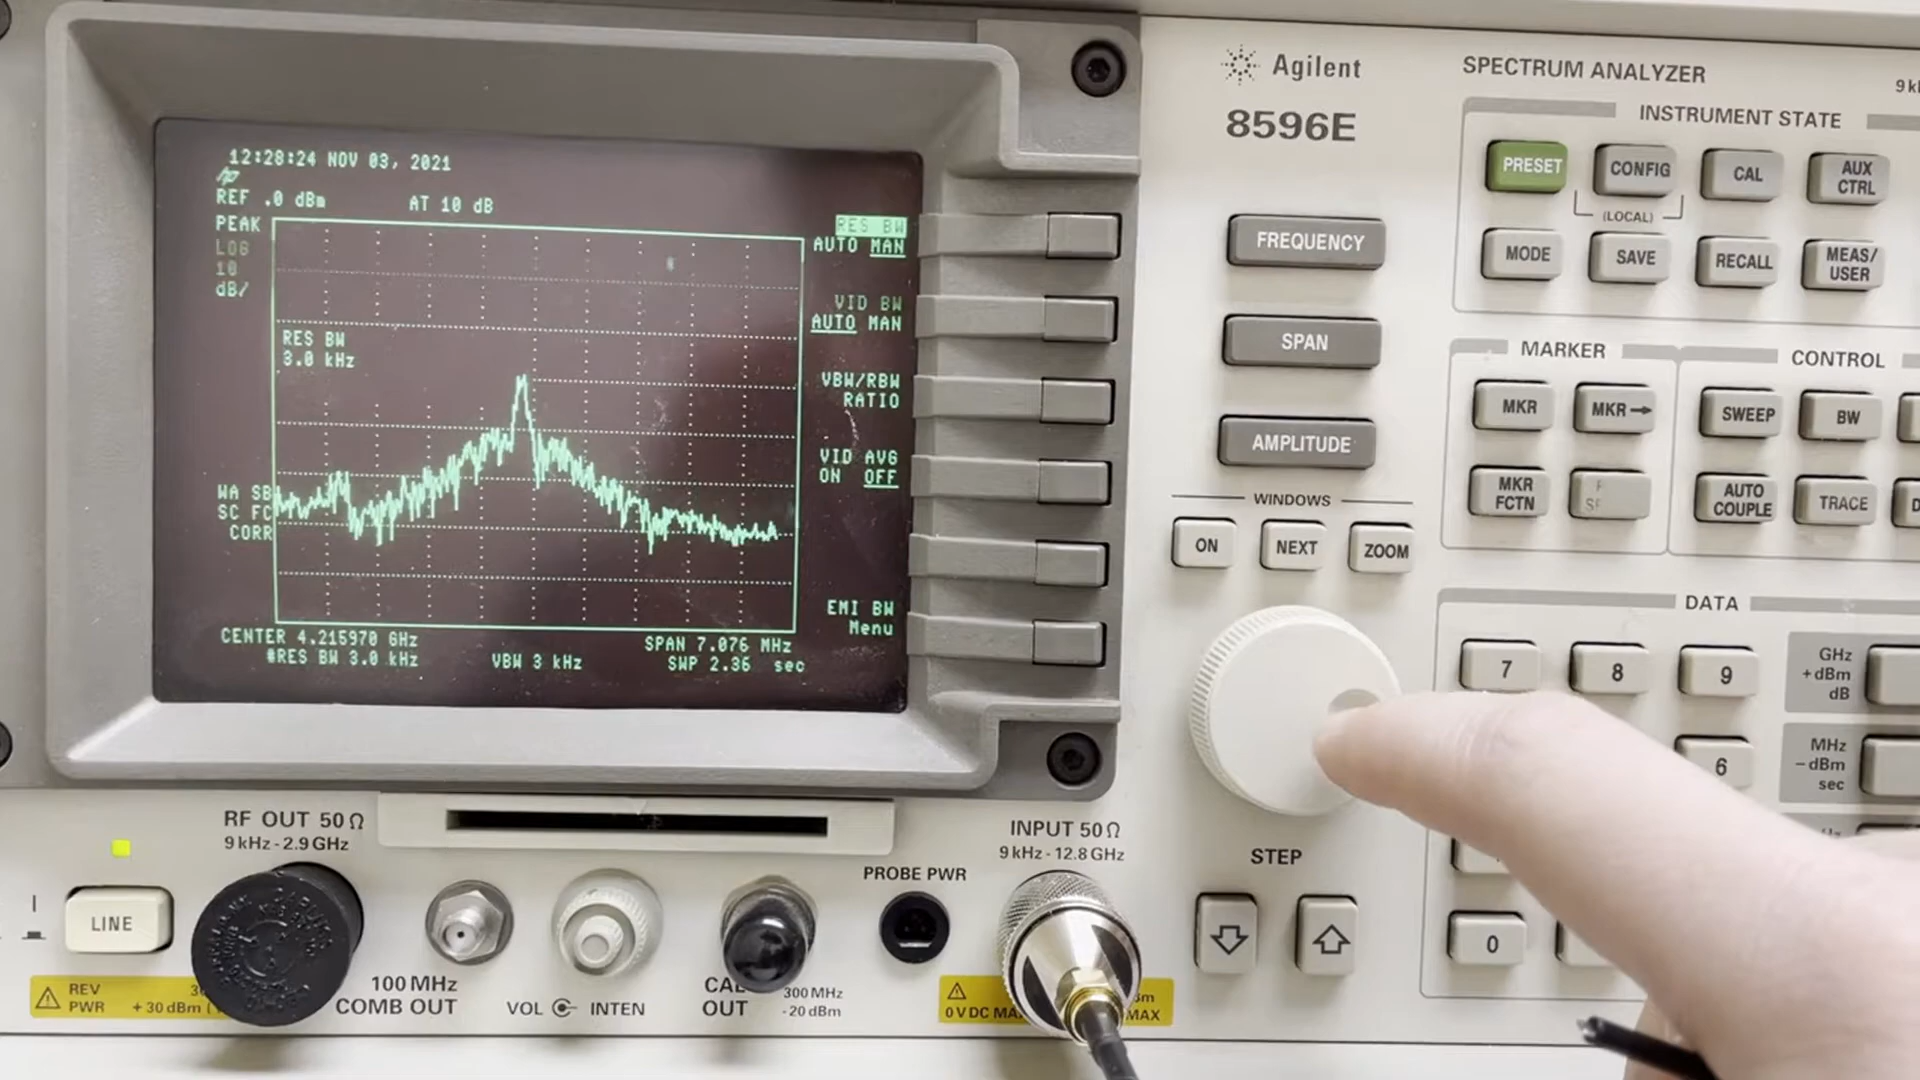 12:28:24 NOV 03, 2021
REF .0 dBm AT 10 dB
PEAK
LOG
10
dB/
RES BW
3.0 kHz
WA SB
SC FC
CORR
CENTER 4.215970 GHz SPAN 7.076 MHz
#RES BW 3.0 kHz VBW 3 kHz SWP 2.36 sec
RES BW
AUTO MAN
VID BW
AUTO MAN
VBW/RBW
RATIO
VID AVG
ON OFF
EMI BW
Menu
Agilent
8596E
SPECTRUM ANALYZER
INSTRUMENT STATE
PRESET
CONFIG
CAL
AUX
CTRL
(LOCAL)
MODE
SAVE
RECALL
MEAS/
USER
FREQUENCY
SPAN
AMPLITUDE
MARKER
MKR
MKR→
MKR
FCTN
CONTROL
SWEEP
BW
AUTO
COUPLE
TRACE
WINDOWS
ON
NEXT
ZOOM
DATA
7
8
9
GHz
+dBm
dB
6
MHz
-dBm
sec
0
STEP
RF OUT 50Ω
9 kHz - 2.9 GHz
LINE
REV
PWR
+ 30 dBm
100 MHz
COMB OUT
VOL INTEN
OUT
300 MHz
-20 dBm
PROBE PWR
INPUT 50Ω
9 kHz - 12.8 GHz
0 V DC
MAX